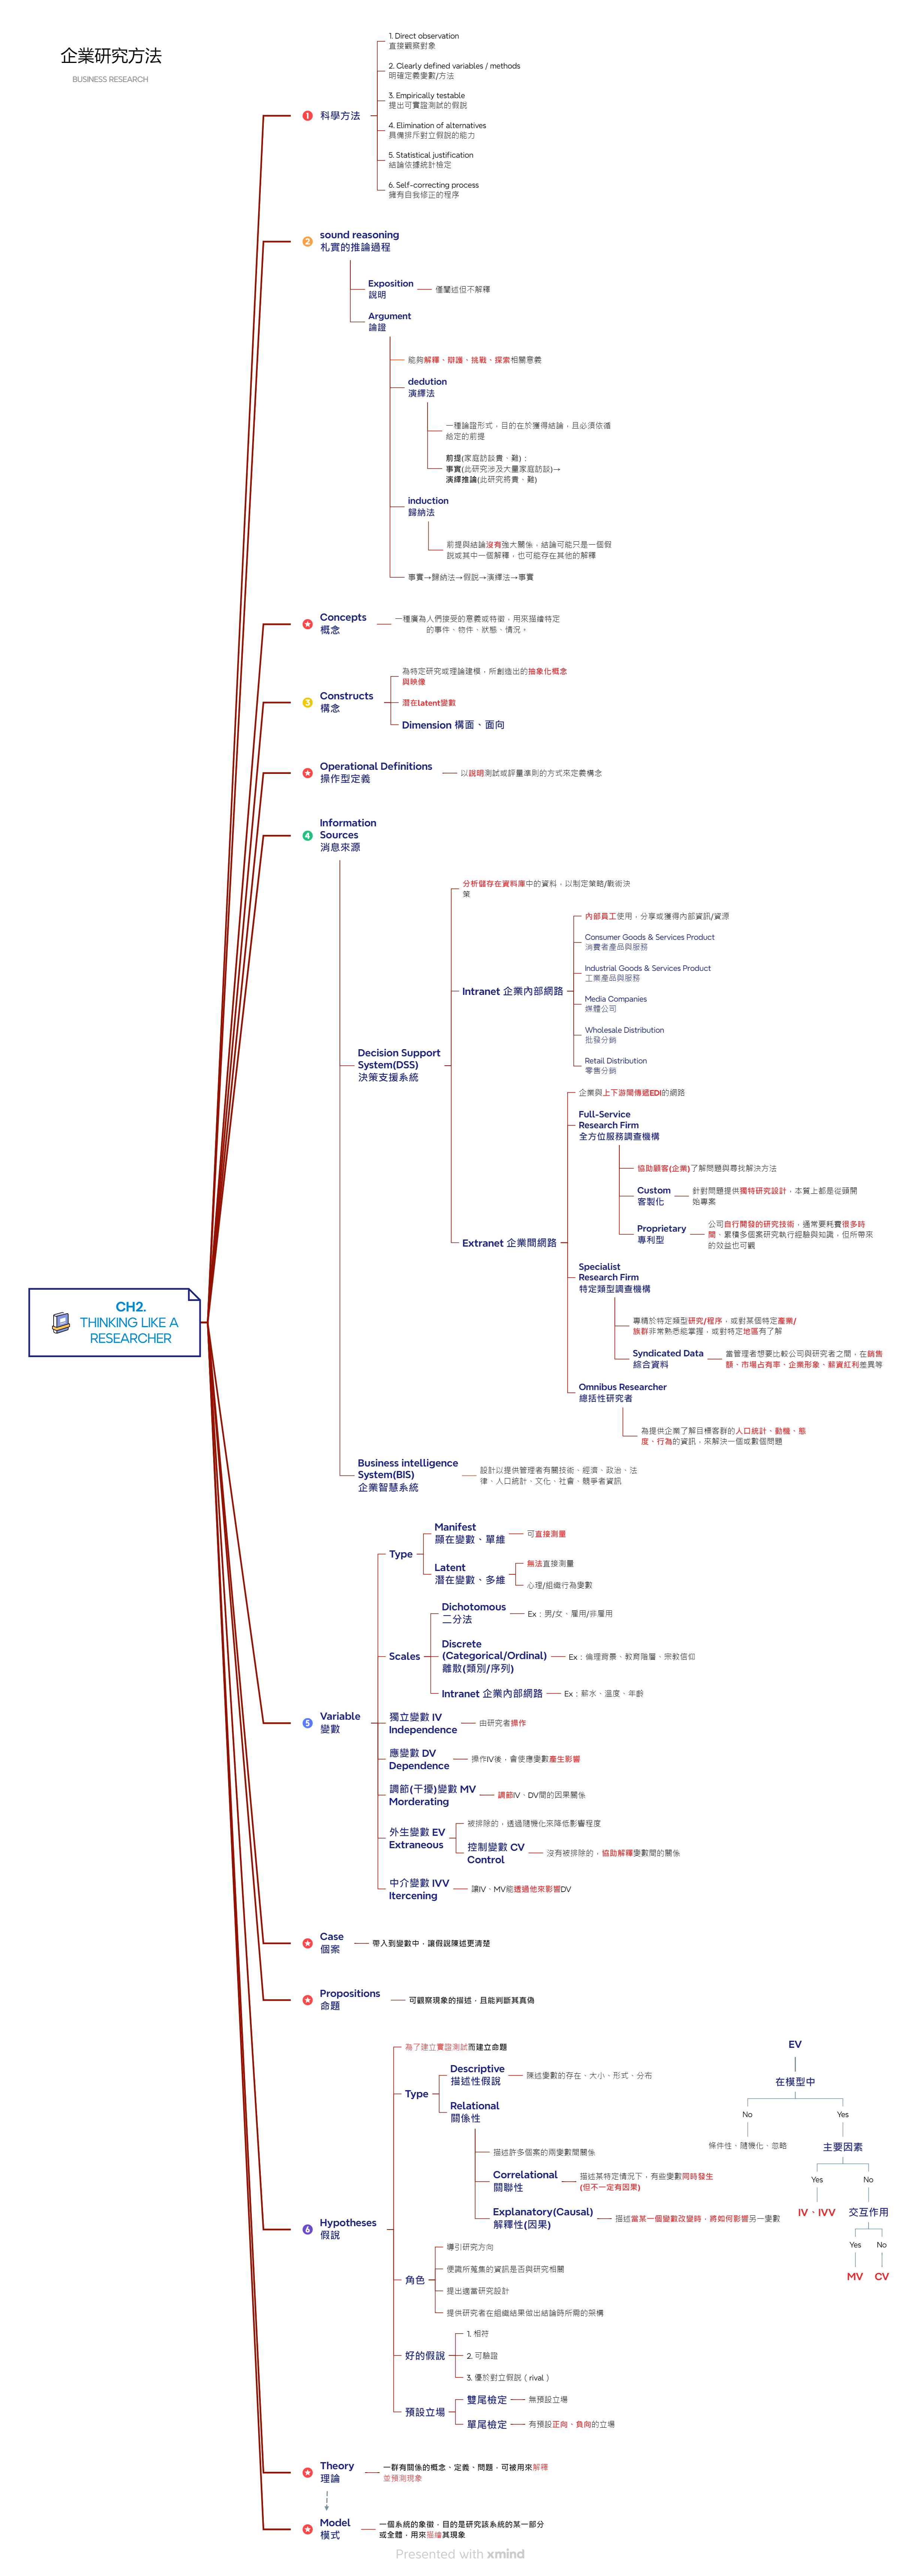 企業研究方法
BUSINESS RESEARCH
CH2.
THINKING LIKE A
RESEARCHER
1
科學方法
1. Direct observation
直接觀察對象
2. Clearly defined variables / methods
明確定義變數/方法
3. Empirically testable
提出可實證測試的假說
4. Elimination of alternatives
具備排斥對立假說的能力
5. Statistical justification
結論依據統計檢定
6. Self-correcting process
擁有自我修正的程序
2
sound reasoning
札實的推論過程
Exposition
說明
僅闡述但不解釋
Argument
論證
能夠解釋、辯護、挑戰、探索相關意義
dedution
演繹法
一種論證形式，目的在於獲得結論，且必須依循
給定的前提
前提(家庭訪談貴、難)：
事實(此研究涉及大量家庭訪談)→
演繹推論(此研究將貴、難)
induction
歸納法
前提與結論沒有強大關係，結論可能只是一個假
說或其中一個解釋，也可能存在其他的解釋
事實→歸納法→假說→演繹法→事實
Concepts
概念
一種廣為人們接受的意義或特徵，用來描繪特定
的事件、物件、狀態、情況。
3
Constructs
構念
為特定研究或理論建模，所創造出的抽象化概念
與映像
潛在latent變數
Dimension 構面、面向
Operational Definitions
操作型定義
以說明測試或評量準則的方式來定義構念
4
Information
Sources
消息來源
Decision Support
System(DSS)
決策支援系統
分析儲存在資料庫中的資料，以制定策略/戰術決
策
Intranet 企業內部網路
內部員工使用，分享或獲得內部資訊/資源
Consumer Goods & Services Product
消費者產品與服務
Industrial Goods & Services Product
工業產品與服務
Media Companies
媒體公司
Wholesale Distribution
批發分銷
Retail Distribution
零售分銷
Extranet 企業間網路
企業與上下游間傳遞EDI的網路
Full-Service
Research Firm
全方位服務調查機構
協助顧客(企業)了解問題與尋找解決方法
Custom
客製化
針對問題提供獨特研究設計，本質上都是從頭開
始專案
Proprietary
專利型
公司自行開發的研究技術，通常要耗費很多時
間、累積多個案研究執行經驗與知識，但所帶來
的效益也可觀
Specialist
Research Firm
特定類型調查機構
專精於特定類型研究/程序，或對某個特定產業/
族群非常熟悉能掌握，或對特定地區有了解
Syndicated Data
綜合資料
當管理者想要比較公司與研究者之間，在銷售
額、市場占有率、企業形象、薪資紅利差異等
Omnibus Researcher
總括性研究者
為提供企業了解目標客群的人口統計、動機、態
度、行為的資訊，來解決一個或數個問題
Business intelligence
System(BIS)
企業智慧系統
設計以提供管理者有關技術、經濟、政治、法
律、人口統計、文化、社會、競爭者資訊
5
Variable
變數
Type
Manifest
顯在變數、單維
可直接測量
Latent
潛在變數、多維
無法直接測量
心理/組織行為變數
Scales
Dichotomous
二分法
Ex：男/女、雇用/非雇用
Discrete
(Categorical/Ordinal)
離散(類別/序列)
Ex：倫理背景、教育階層、宗教信仰
Intranet 企業內部網路
Ex：薪水、溫度、年齡
獨立變數 IV
Independence
由研究者操作
應變數 DV
Dependence
操作IV後，會使應變數產生影響
調節(干擾)變數 MV
Morderating
調節IV、DV間的因果關係
外生變數 EV
Extraneous
被排除的，透過隨機化來降低影響程度
控制變數 CV
Control
沒有被排除的，協助解釋變數間的關係
中介變數 IVV
Itercening
讓IV、MV能透過他來影響DV
Case
個案
帶入到變數中，讓假說陳述更清楚
Propositions
命題
可觀察現象的描述，且能判斷其真偽
6
Hypotheses
假說
為了建立實證測試而建立命題
Type
Descriptive
描述性假說
陳述變數的存在、大小、形式、分布
Relational
關係性
描述許多個案的兩變數間關係
Correlational
關聯性
描述某特定情況下，有些變數同時發生
(但不一定有因果)
Explanatory(Causal)
解釋性(因果)
描述當某一個變數改變時，將如何影響另一變數
角色
導引研究方向
便識所蒐集的資訊是否與研究相關
提出適當研究設計
提供研究者在組織結果做出結論時所需的架構
好的假說
1. 相符
2. 可驗證
3. 優於對立假說（rival）
預設立場
雙尾檢定
無預設立場
單尾檢定
有預設正向、負向的立場
EV
在模型中
No
Yes
條件性、隨機化、忽略
主要因素
Yes
No
IV、IVV
交互作用
Yes
No
MV
CV
Theory
理論
一群有關係的概念、定義、問題，可被用來解釋
並預測現象
Model
模式
一個系統的象徵，目的是研究該系統的某一部分
或全體，用來描繪其現象
Presented with xmind